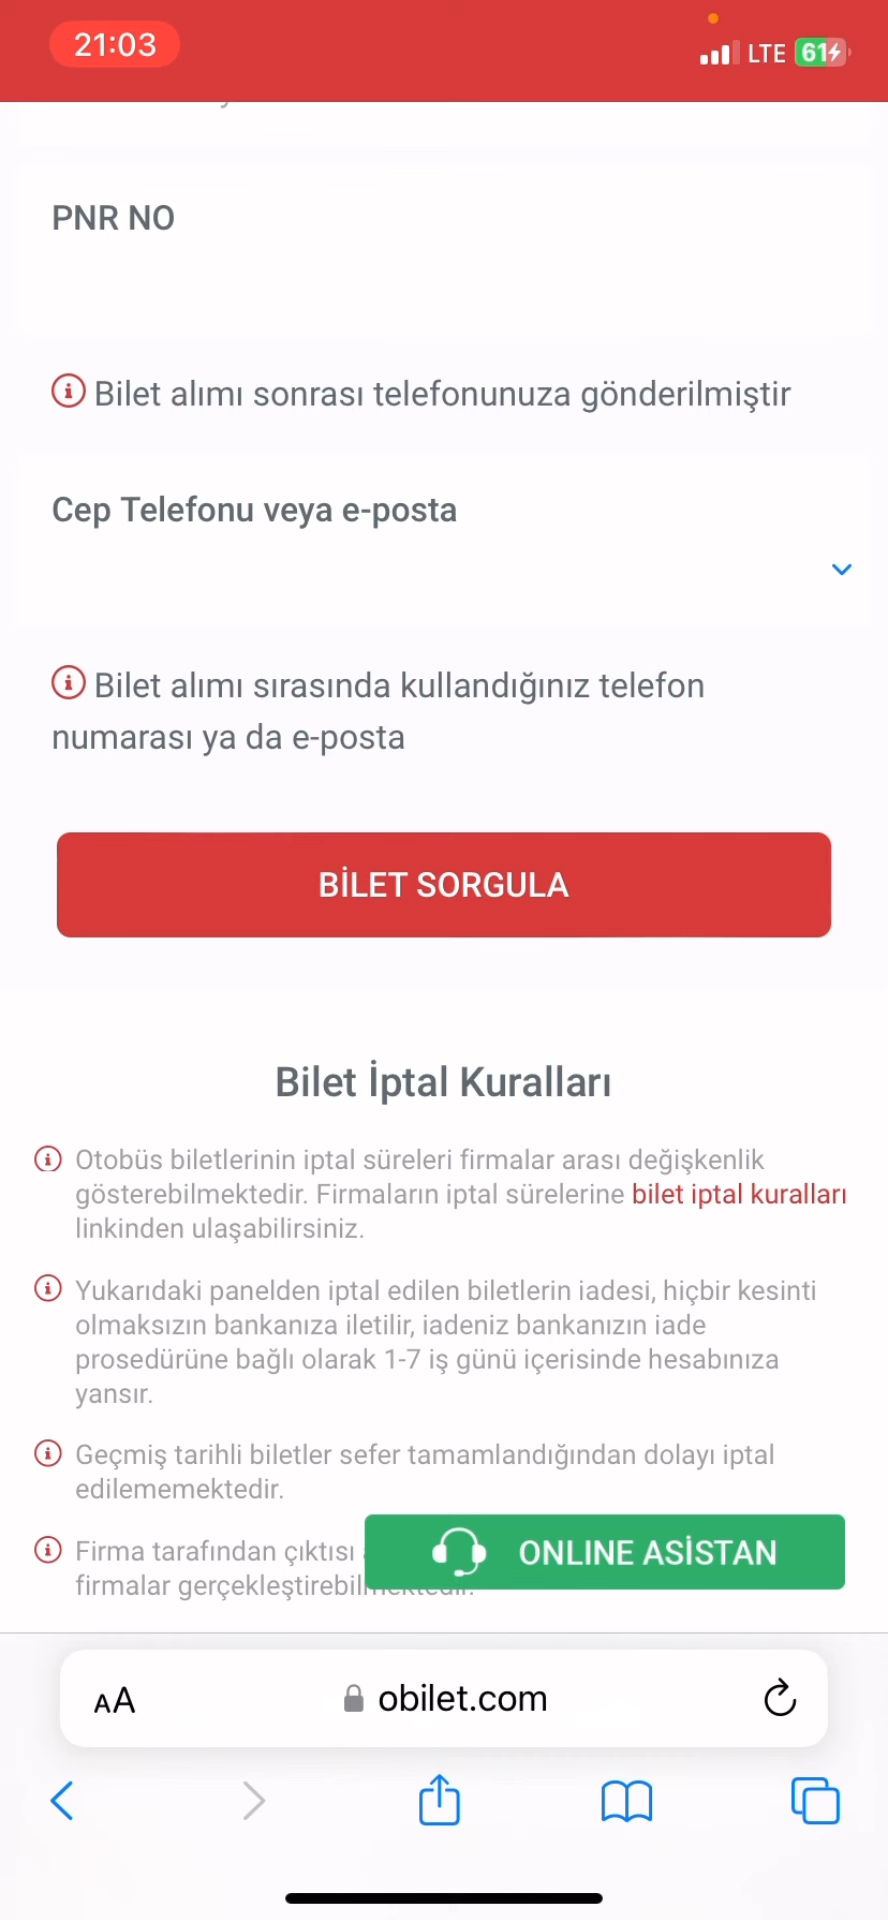 21:03
LTE 61
PNR NO
Bilet alımı sonrası telefonunuza gönderilmiştir
Cep Telefonu veya e-posta
Bilet alımı sırasında kullandığınız telefon
numarası ya da e-posta
BİLET SORGULA
Bilet İptal Kuralları
Otobüs biletlerinin iptal süreleri firmalar arası değişkenlik
gösterebilmektedir. Firmaların iptal sürelerine bilet iptal kuralları
linkinden ulaşabilirsiniz.
Yukarıdaki panelden iptal edilen biletlerin iadesi, hiçbir kesinti
olmaksızın bankanıza iletilir, iadeniz bankanızın iade
prosedürüne bağlı olarak 1-7 iş günü içerisinde hesabınıza
yansır.
Geçmiş tarihli biletler sefer tamamlandığından dolayı iptal
edilememektedir.
Firma tarafından çıktısı
ONLINE ASİSTAN
firmalar gerçekleştirebilmektedir.
AA obilet.com